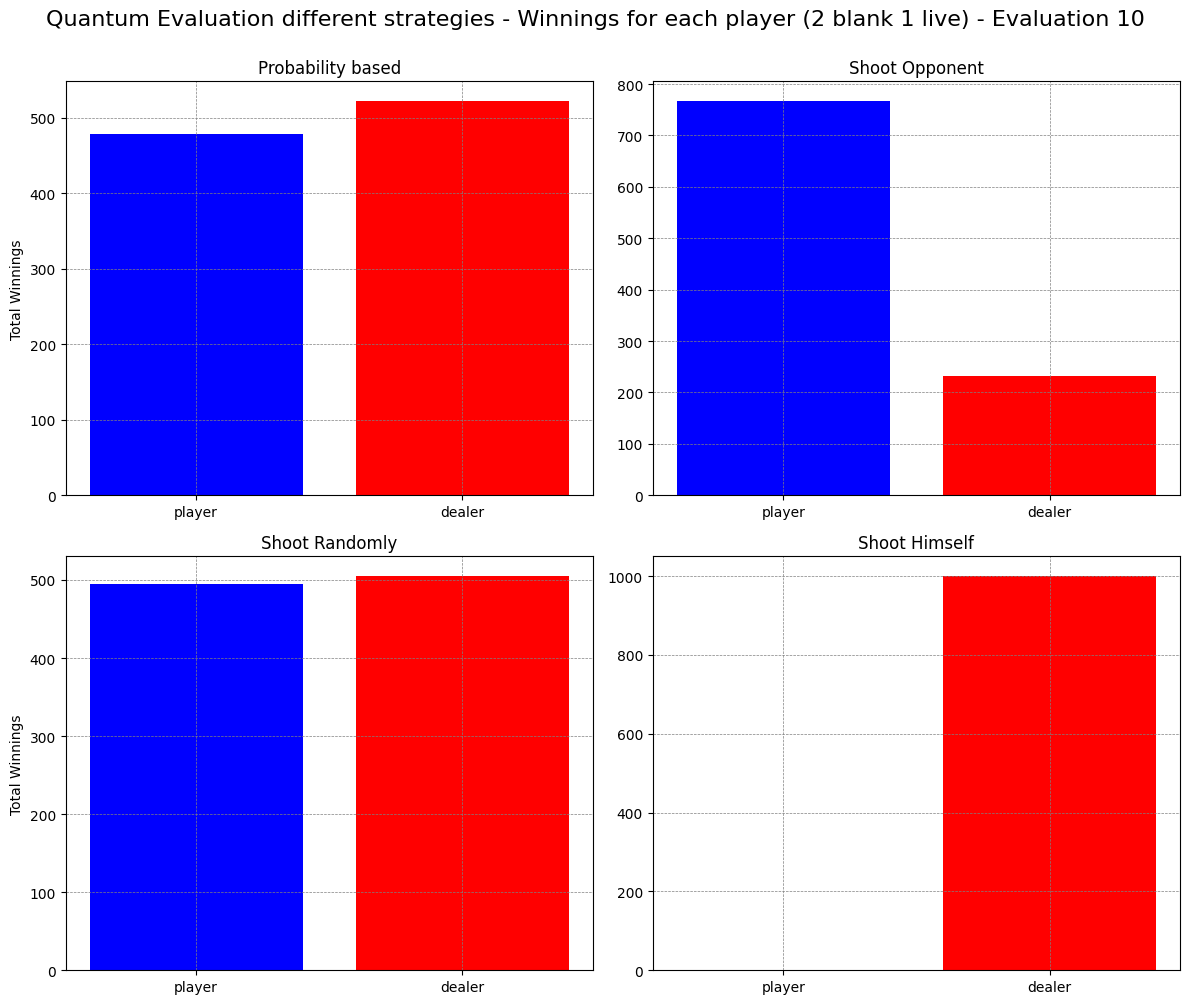 Quantum Evaluation different strategies - Winnings for each player (2 blank 1 live) - Evaluation 10
Probability based
Total Winnings
500
400
300
200
100
0
player dealer
Shoot Opponent
800
700
600
500
400
300
200
100
0
player dealer
Shoot Randomly
Total Winnings
500
400
300
200
100
0
player dealer
Shoot Himself
1000
800
600
400
200
0
player dealer